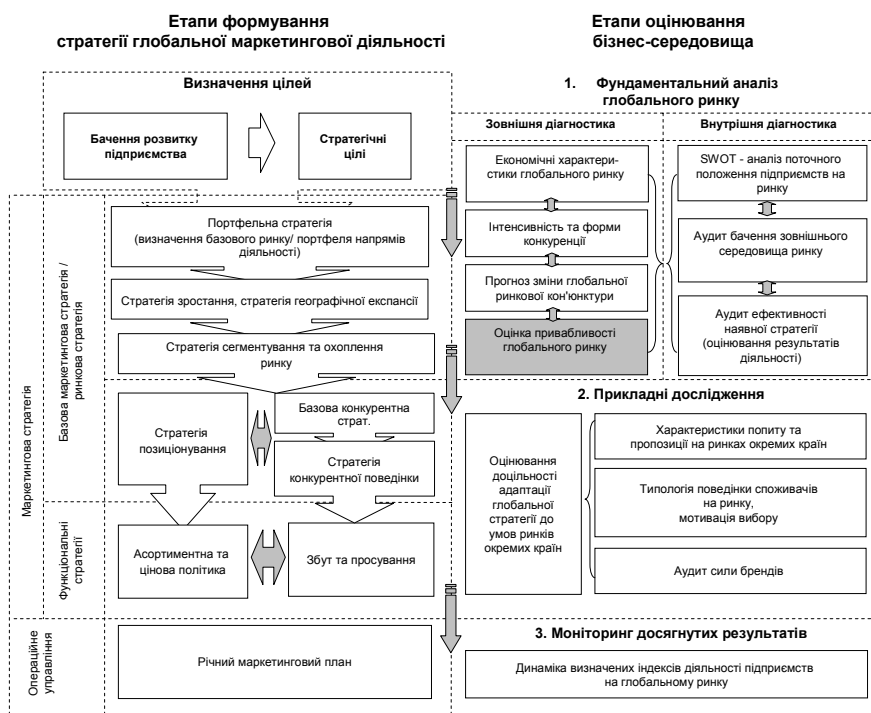 Етапи формування
стратегії глобальної маркетингової діяльності
Етапи оцінювання
бізнес-середовища
Визначення цілей
Бачення розвитку
підприємства
Стратегічні
цілі
Маркетингова стратегія
Базова маркетингова стратегія /
ринкова стратегія
Портфельна стратегія
(визначення базового ринку/ портфеля напрямів
діяльності)
Стратегія зростання, стратегія географічної експансії
Стратегія сегментування та охоплення
ринку
Стратегія
позиціонування
Базова конкурентна
страт.
Стратегія
конкурентної поведінки
Функціональні
стратегії
Асортиментна та
цінова політика
Збут та просування
Операційне
управління
Річний маркетинговий план
1. Фундаментальний аналіз
глобального ринку
Зовнішня діагностика
Економічні характери-
стики глобального ринку
Інтенсивність та форми
конкуренції
Прогноз зміни глобальної
ринкової кон'юнктури
Оцінка привабливості
глобального ринку
Внутрішня діагностика
SWOT - аналіз поточного
положення підприємств на
ринку
Аудит бачення зовнішнього
середовища ринку
Аудит ефективності
наявної стратегії
(оцінювання результатів
діяльності)
2. Прикладні дослідження
Оцінювання
доцільності
адаптації
глобальної
стратегії до
умов ринків
окремих країн
Характеристики попиту та
пропозиції на ринках окремих країн
Типологія поведінки споживачів
на ринку,
мотивація вибору
Аудит сили брендів
3. Моніторинг досягнутих результатів
Динаміка визначених індексів діяльності підприємств
на глобальному ринку